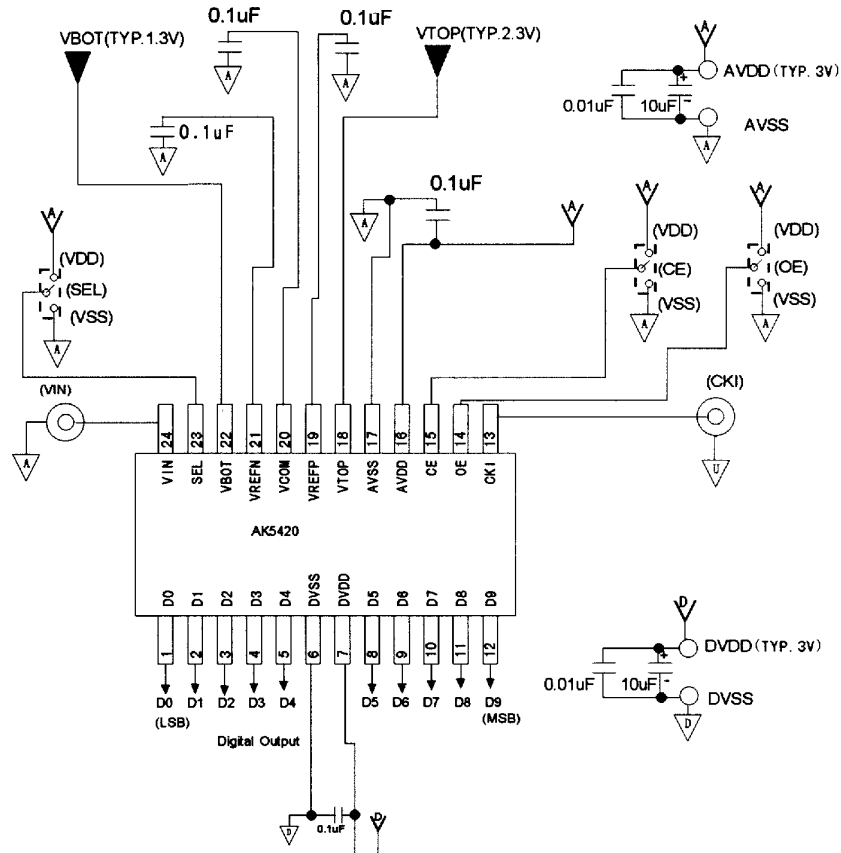 0.1uF
0.1uF
VBOT(TYP.1.3V)
VTOP(TYP.2.3V)
A
A
A
AVDD(TYP. 3V)
0.01uF
10uF
+
-
AVSS
A
0.1uF
A
0.1uF
A
A
A
(VDD)
(SEL)
(VSS)
A
A
(VDD)
(CE)
(VSS)
A
A
(VDD)
(OE)
(VSS)
A
(VIN)
A
(CKI)
U
24 23 22 21 20 19 18 17 16 15 14 13
VIN SEL VBOT VREFN VCOM VREFP VTOP AVSS AVDD CE OE CKI
AK5420
D0 D1 D2 D3 D4 DVSS DVDD D5 D6 D7 D8 D9
1 2 3 4 5 6 7 8 9 10 11 12
D0 D1 D2 D3 D4 D5 D6 D7 D8 D9
(LSB) (MSB)
Digital Output
D
DVDD(TYP. 3V)
0.01uF
10uF
+
-
DVSS
D
D
0.1uF
D